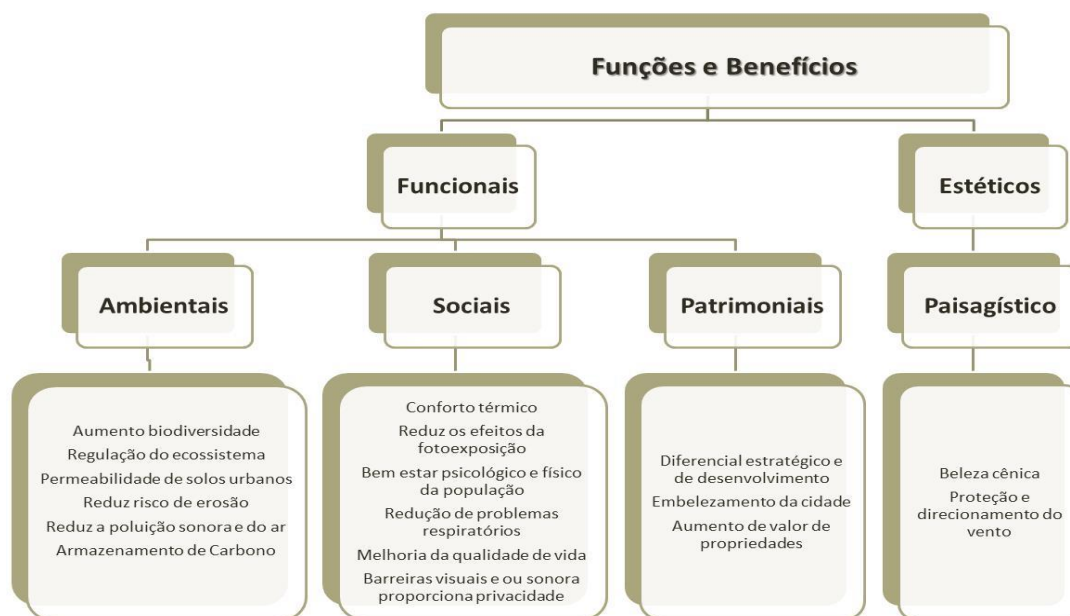 Funções e Benefícios
Funcionais
Estéticos
Ambientais
Sociais
Patrimoniais
Paisagístico
Aumento biodiversidade
Regulação do ecossistema
Permeabilidade de solos urbanos
Reduz risco de erosão
Reduz a poluição sonora e do ar
Armazenamento de Carbono
Conforto térmico
Reduz os efeitos da
fotoexposição
Bem estar psicológico e físico
da população
Redução de problemas
respiratórios
Melhoria da qualidade de vida
Barreiras visuais e ou sonora
proporciona privacidade
Diferencial estratégico e
de desenvolvimento
Embelezamento da cidade
Aumento de valor de
propriedades
Beleza cênica
Proteção e
direcionamento do
vento